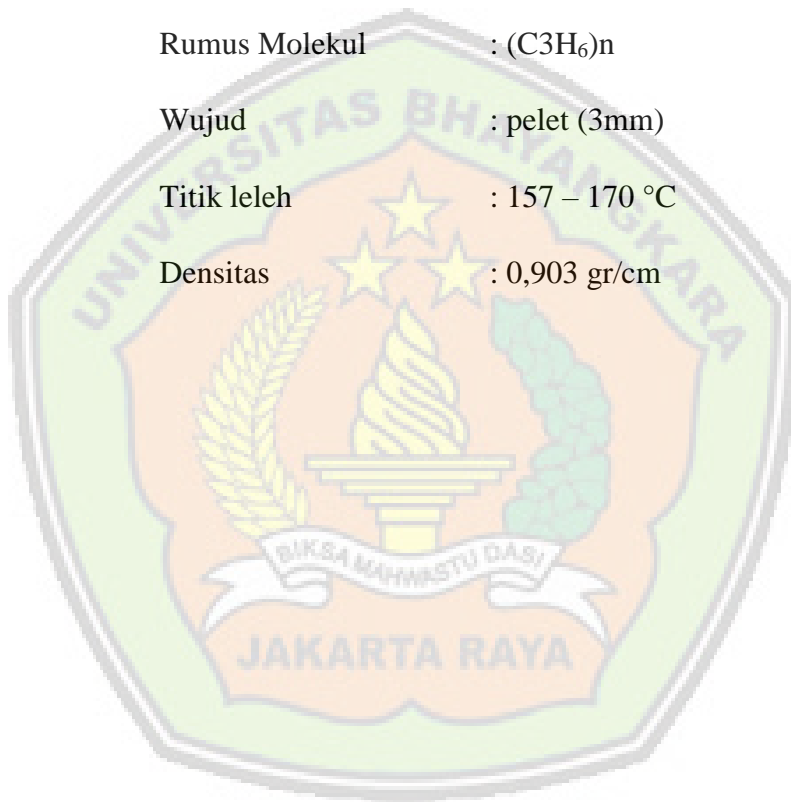 Rumus Molekul : (C3H₆)n
Wujud : pelet (3mm)
Titik leleh : 157 – 170 °C
Densitas : 0,903 gr/cm
UNIVERSITAS BHAYANGKARA
BIKSA MAHWASTU DASI
JAKARTA RAYA